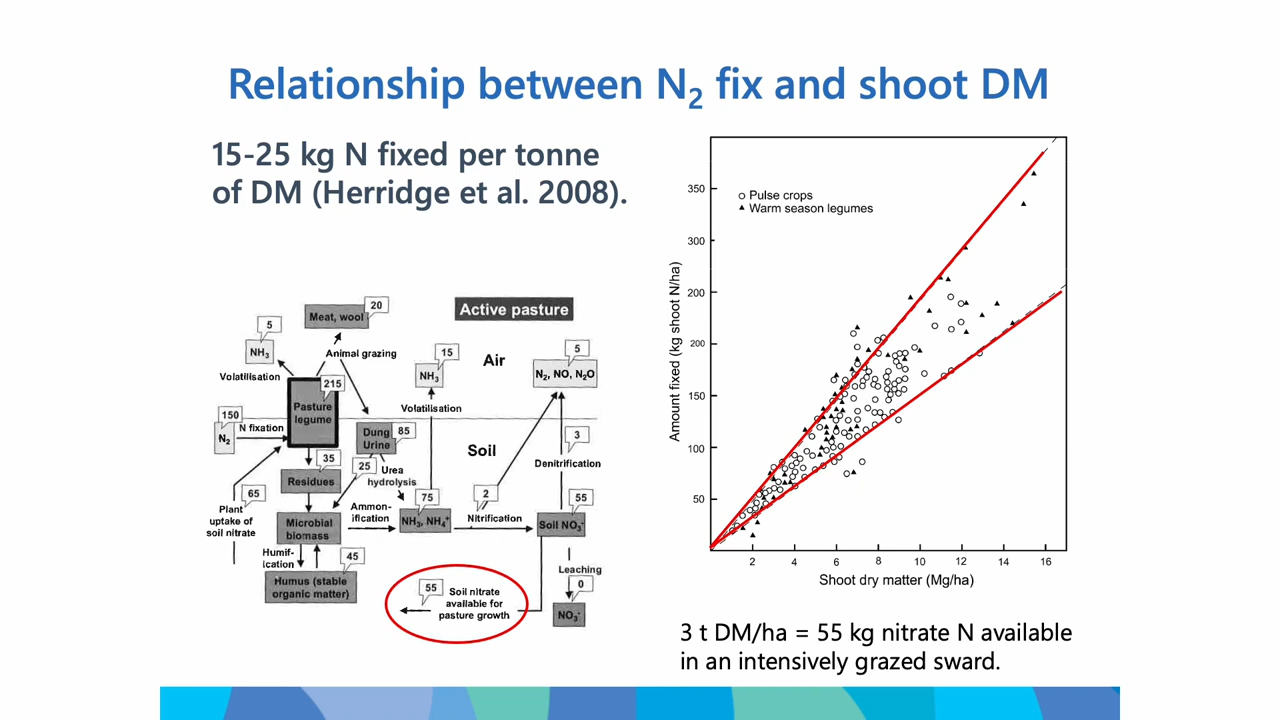 Relationship between N2 fix and shoot DM
15-25 kg N fixed per tonne
of DM (Herridge et al. 2008).
Active pasture
Meat, wool
20
5
NH3
Volatilisation
Animal grazing
15
NH3
Volatilisation
Air
5
N2, NO, N2O
215
Pasture
legume
150
N2
N fixation
Dung
Urine
85
Soil
3
Denitrification
35
Residues
25
Urea
hydrolysis
65
Plant
uptake of
soil nitrate
Microbial
biomass
Ammon-
ification
75
NH3, NH4+
2
Nitrification
55
Soil NO3-
Humif-
ication
45
Humus (stable
organic matter)
55
Soil nitrate
available for
pasture growth
Leaching
0
NO3-
Pulse crops
Warm season legumes
Amount fixed (kg shoot N/ha)
350
300
200
200
150
100
50
2 4 6 8 10 12 14 16
Shoot dry matter (Mg/ha)
3 t DM/ha = 55 kg nitrate N available
in an intensively grazed sward.